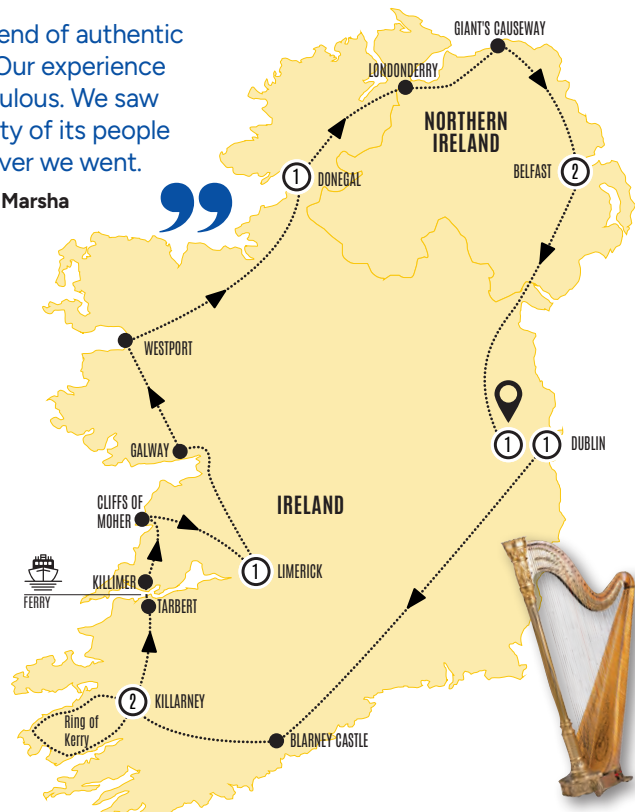 end of authentic
Our experience
ulous. We saw
ty of its people
ver we went.
Marsha
”
GIANT'S CAUSEWAY
LONDONDERRY
NORTHERN
IRELAND
1 DONEGAL
BELFAST 2
WESTPORT
1
1 DUBLIN
GALWAY
IRELAND
CLIFFS OF
MOHER
1 LIMERICK
KILLIMER
FERRY
TARBERT
2 KILLARNEY
Ring of
Kerry
BLARNEY CASTLE